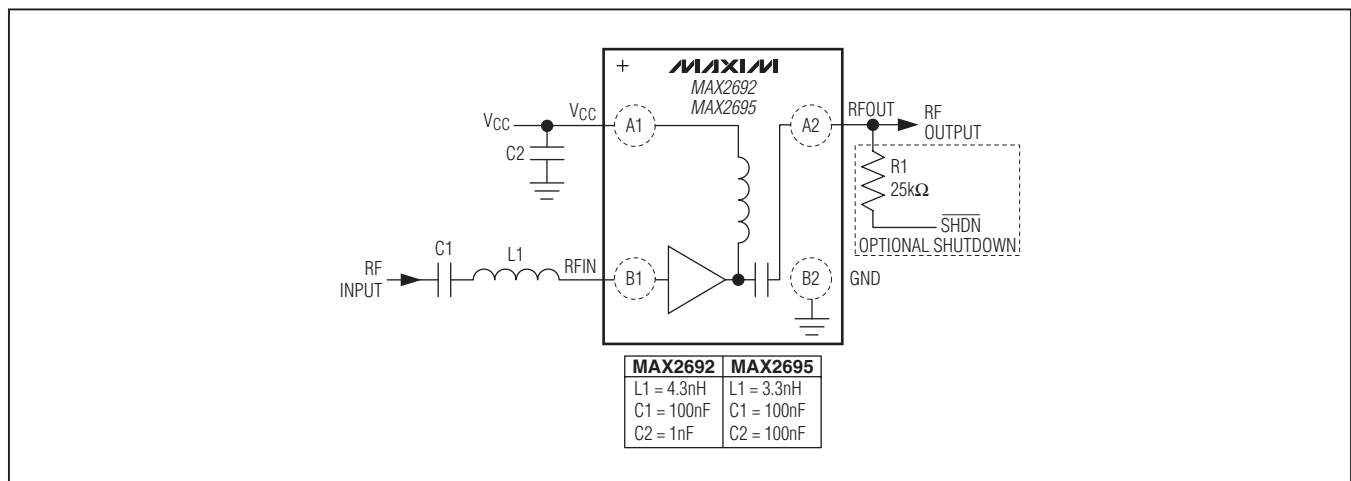 +
MAXIM
MAX2692
MAX2695
VCC
VCC
A1
C2
A2
RFOUT
RF
OUTPUT
R1
25kΩ
SHDN
OPTIONAL SHUTDOWN
C1
L1
RFIN
RF
INPUT
B1
B2
GND
MAX2692 MAX2695
L1 = 4.3nH L1 = 3.3nH
C1 = 100nF C1 = 100nF
C2 = 1nF C2 = 100nF